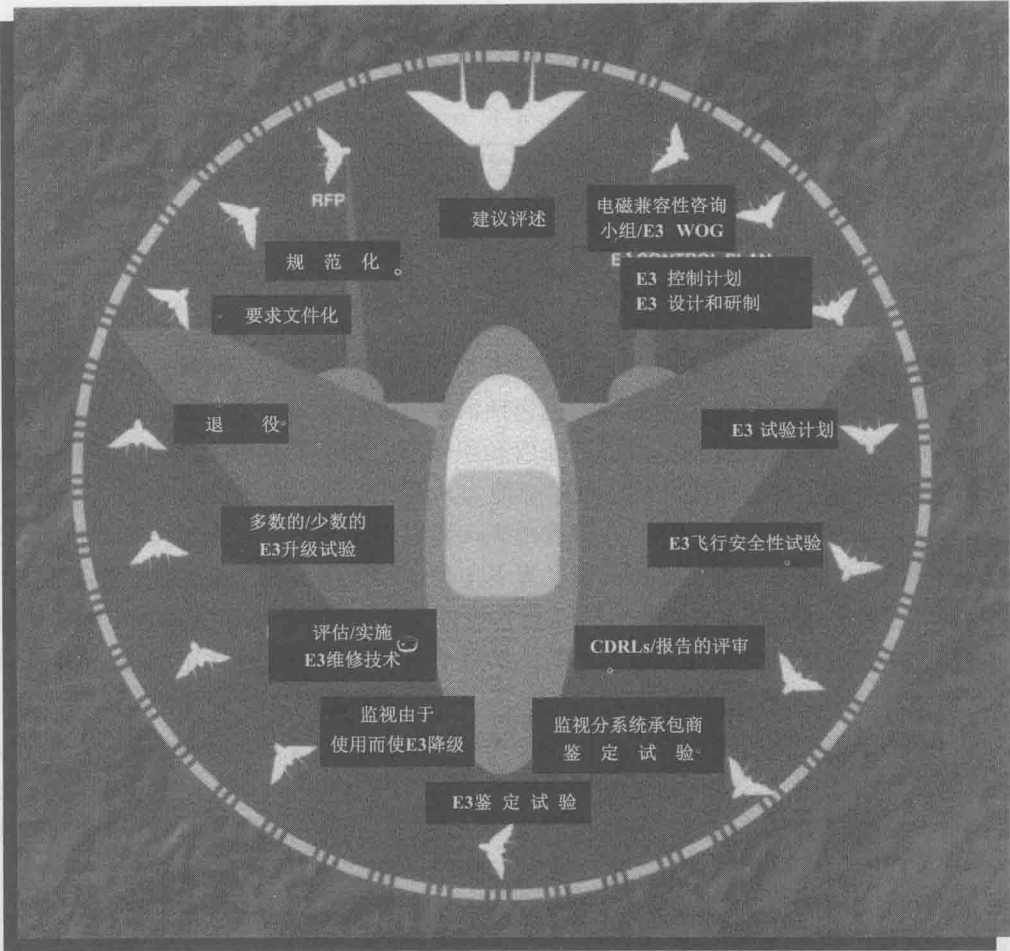 RFP
建议评述
电磁兼容性咨询
小组/E3 WOG
规 范 化。
E3 CONTROL PLAN
E3 控制计划
E3 设计和研制
要求文件化
退 役。
E3 试验计划
多数的/少数的
E3升级试验
E3飞行安全性试验。
评估/实施
E3维修技术
CDRLs/报告的评审。
监视由于
使用而使E3降级
监视分系统承包商
鉴 定 试 验。
E3鉴 定 试 验